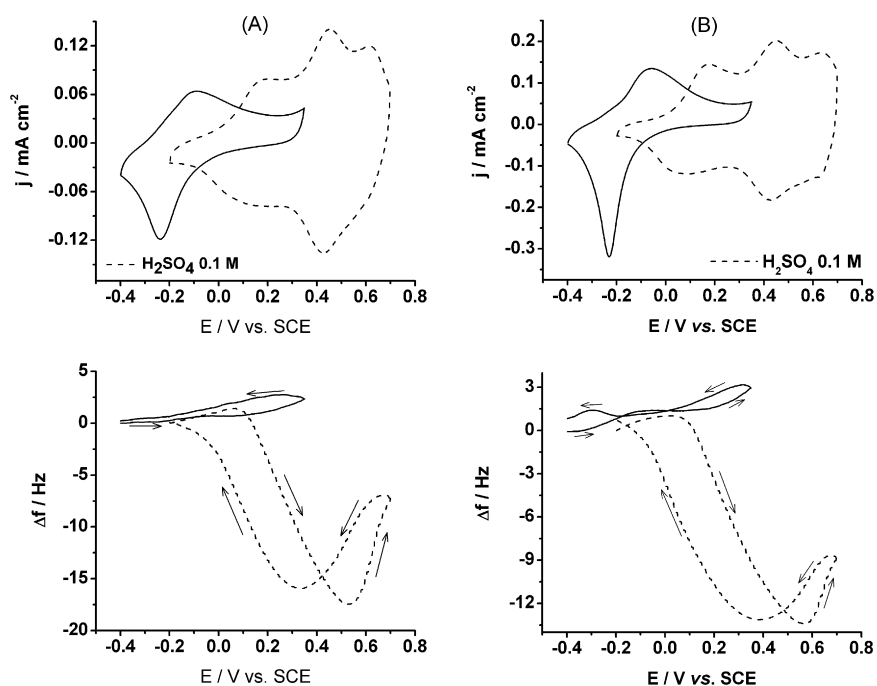 (A)
0.12
0.06
0.00
-0.06
-0.12
j / mA cm-2
H2SO4 0.1 M
-0.4 -0.2 0.0 0.2 0.4 0.6 0.8
E / V vs. SCE
(B)
0.2
0.1
0.0
-0.1
-0.2
-0.3
j / mA cm-2
H2SO4 0.1 M
-0.4 -0.2 0.0 0.2 0.4 0.6 0.8
E / V vs. SCE
5
0
-5
-10
-15
-20
Δf / Hz
-0.4 -0.2 0.0 0.2 0.4 0.6 0.8
E / V vs. SCE
3
0
-3
-6
-9
-12
Δf / Hz
-0.4 -0.2 0.0 0.2 0.4 0.6 0.8
E / V vs. SCE